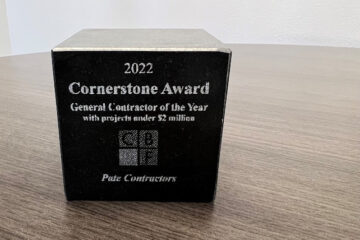 2022
Cornerstone Award
General Contractor of the Year
with projects under $2 million
C B
I F
Pate Contractors